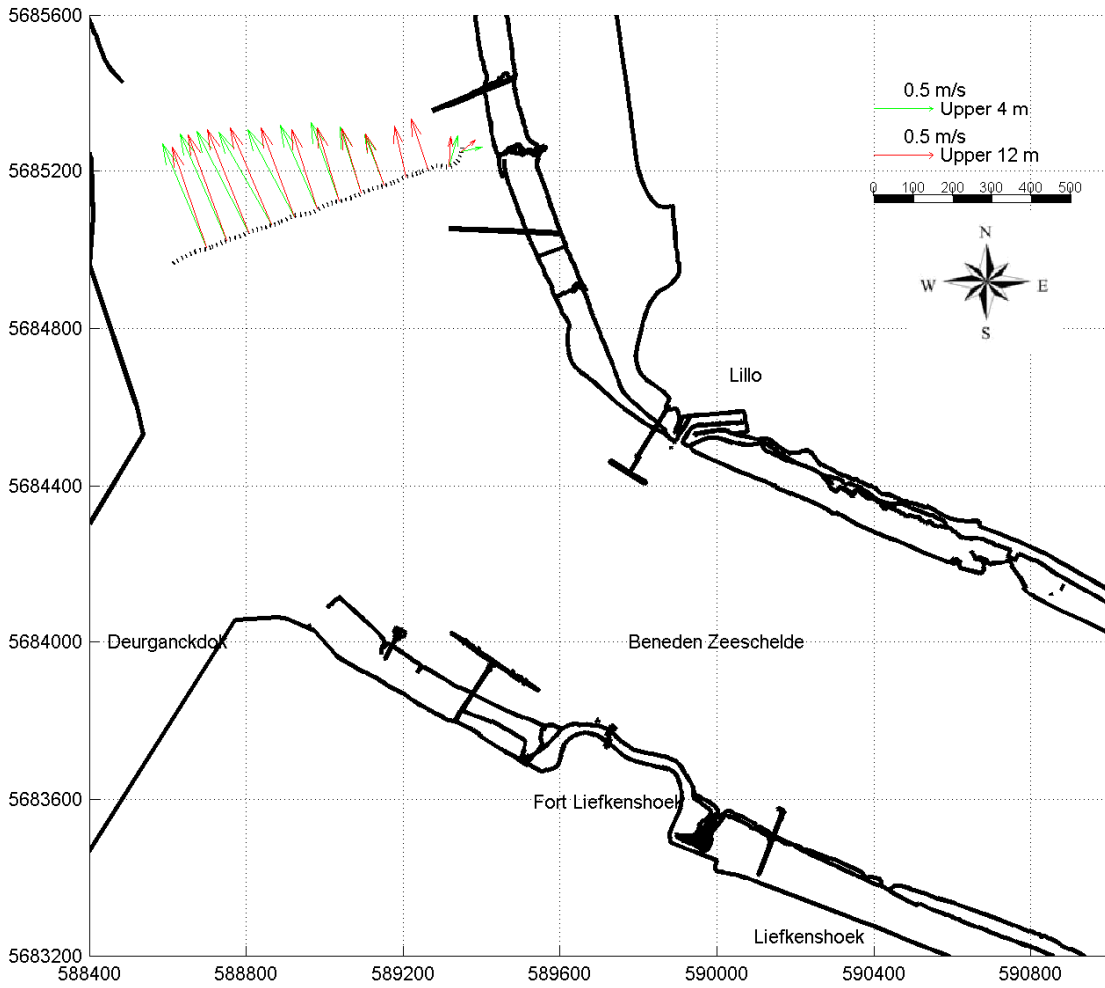 5685600
5685200
5684800
5684400
5684000
5683600
5683200
588400
588800
589200
589600
590000
590400
590800
0.5 m/s
Upper 4 m
0.5 m/s
Upper 12 m
0 100 200 300 400 500
N
W E
S
Lillo
Deurganckdok
Beneden Zeeschelde
Fort Liefkenshoek
Liefkenshoek